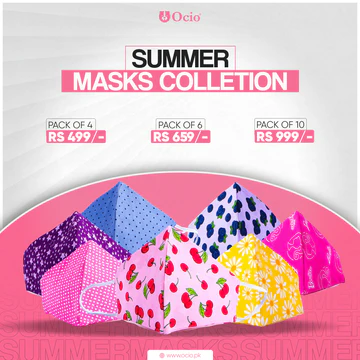 Ocio
SUMMER
MASKS COLLETION
PACK OF 4
RS 499/-
PACK OF 6
RS 659/-
PACK OF 10
RS 999/-
www.ocio.pk